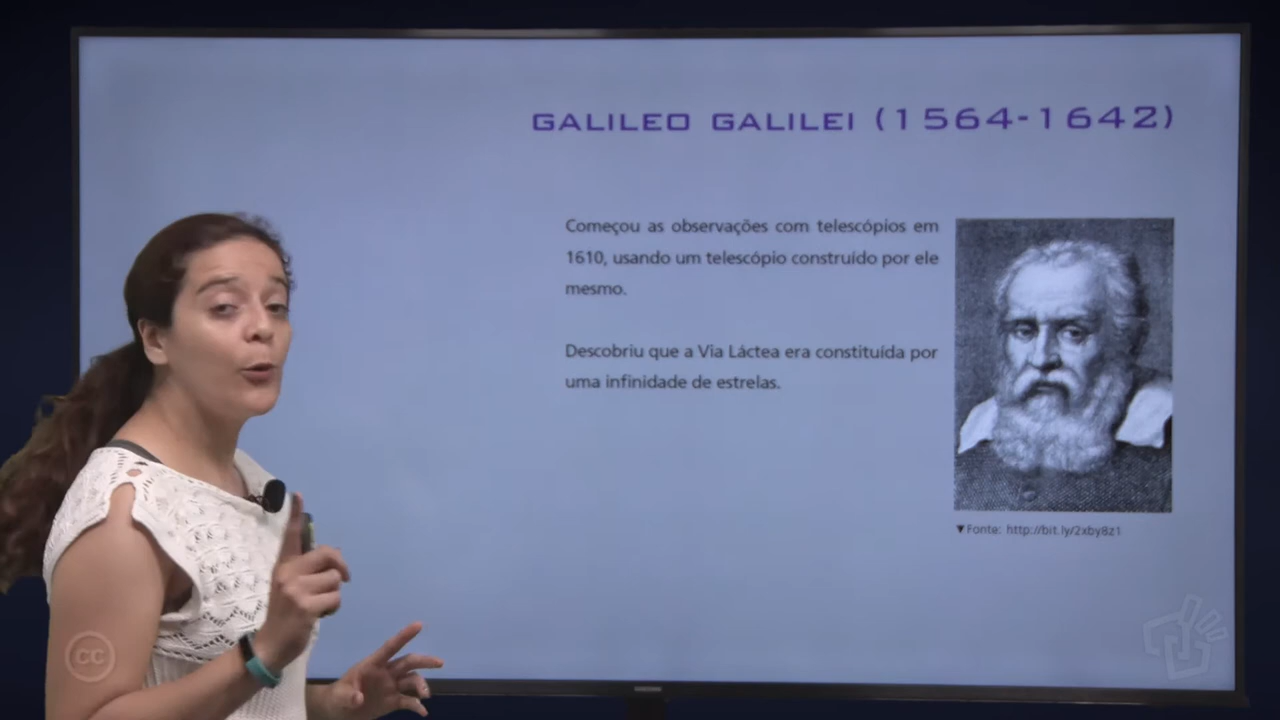 GALILEO GALILEI (1564-1642)
Começou as observações com telescópios em
1610, usando um telescópio construído por ele
mesmo.
Descobriu que a Via Láctea era constituída por
uma infinidade de estrelas.
▼Fonte: http://bit.ly/2xby8z1
cc